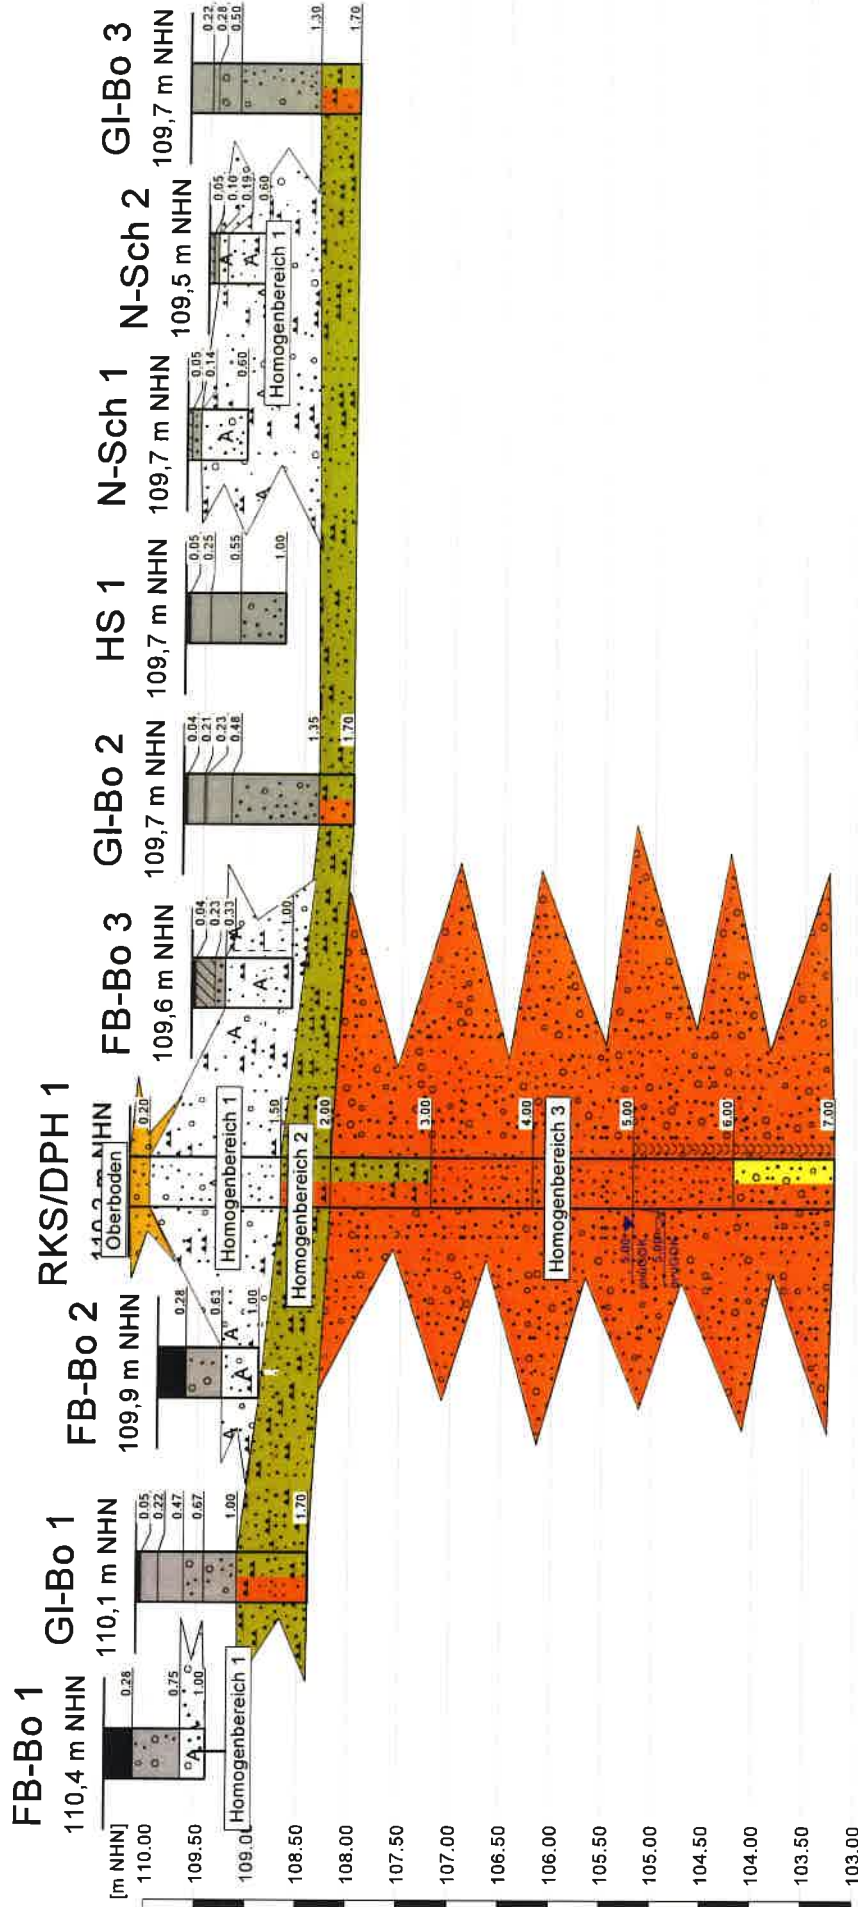 FB-Bo 1
110,4 m NHN
0.28
0.75
1.00
A
Homogenbereich 1
GI-Bo 1
110,1 m NHN
0.05
0.22
0.47
0.67
1.00
1.70
FB-Bo 2
109,9 m NHN
0.28
0.63
1.00
A
A
A
RKS/DPH 1
m NHN
Oberboden
0.20
Homogenbereich 1
1.50
Homogenbereich 2
2.00
3.00
4.00
Homogenbereich 3
5.00
6.00
7.00
5.00
5.00
FB-Bo 3
109,6 m NHN
0.04
0.23
0.33
1.00
A
A
A
GI-Bo 2
109,7 m NHN
0.04
0.21
0.23
0.48
1.35
1.70
HS 1
109,7 m NHN
0.05
0.25
0.55
1.00
N-Sch 1
109,7 m NHN
0.05
0.14
0.60
A
A
N-Sch 2
109,5 m NHN
0.05
0.10
0.19
0.60
A
A
Homogenbereich 1
GI-Bo 3
109,7 m NHN
0.22
0.28
0.50
1.30
1.70
[m NHN]
110.00
109.50
109.0
108.50
108.00
107.50
107.00
106.50
106.00
105.50
105.00
104.50
104.00
103.50
103.00